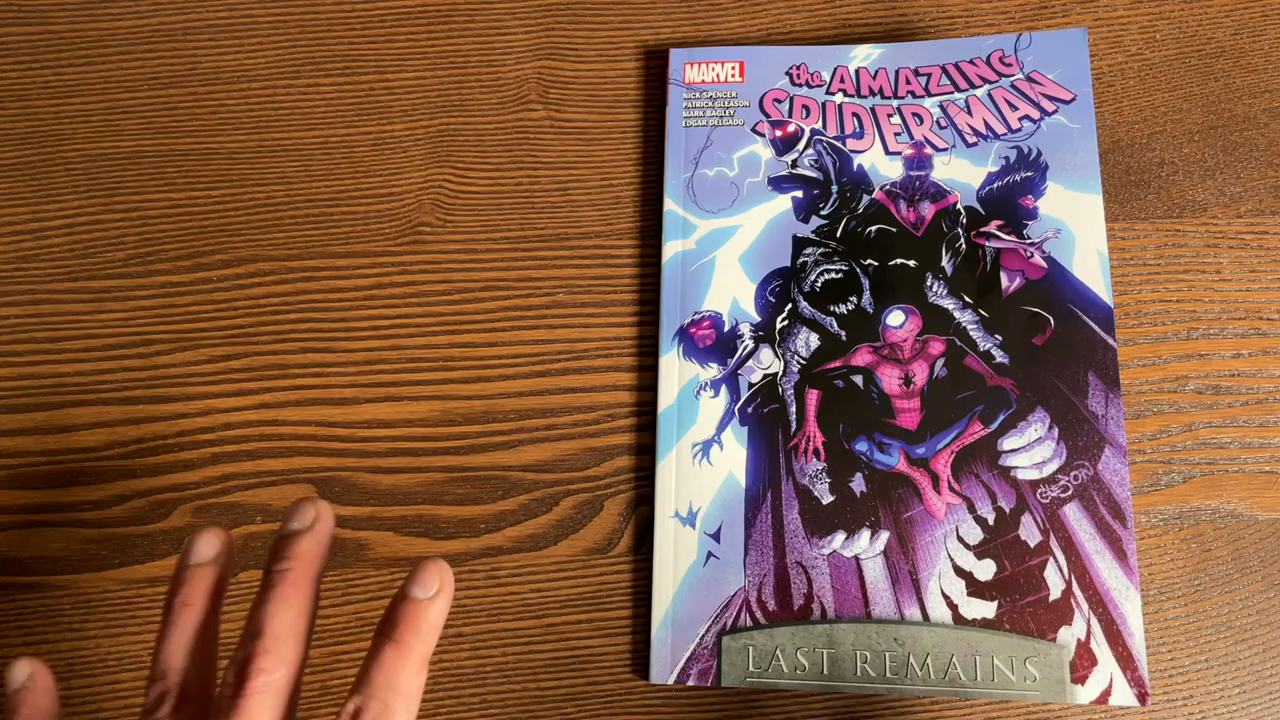 MARVEL
NICK SPENCER
PATRICK GLEASON
MARK BAGLEY
EDGAR DELGADO
the AMAZING
SPIDER-MAN
GLEASON
LAST REMAINS